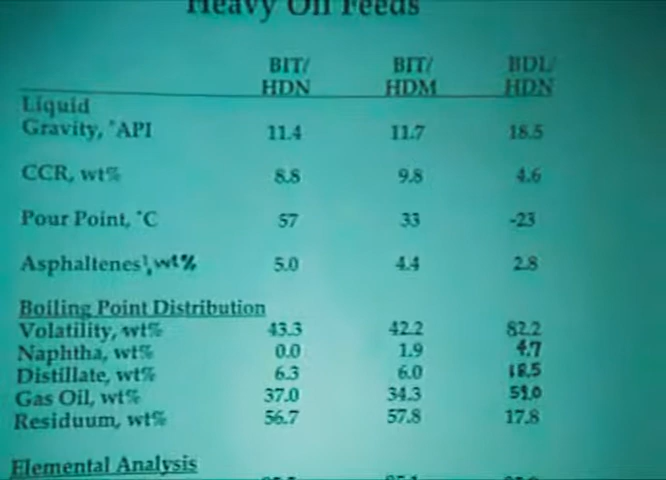 Heavy Oil Feeds
BIT/ BIT/ BDL/
HDN HDM HDN
Liquid
Gravity, °API 11.4 11.7 18.5
CCR, wt% 8.8 9.8 4.6
Pour Point, °C 57 33 -23
Asphaltenes¹, wt% 5.0 4.4 2.8
Boiling Point Distribution
Volatility, wt% 43.3 42.2 82.2
Naphtha, wt% 0.0 1.9 4.7
Distillate, wt% 6.3 6.0 18.5
Gas Oil, wt% 37.0 34.3 59.0
Residuum, wt% 56.7 57.8 17.8
Elemental Analysis